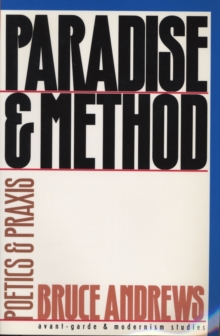 PARADISE
& METHOD
POETICS & PRAXIS
BRUCE ANDREWS
avant-garde & modernism studies